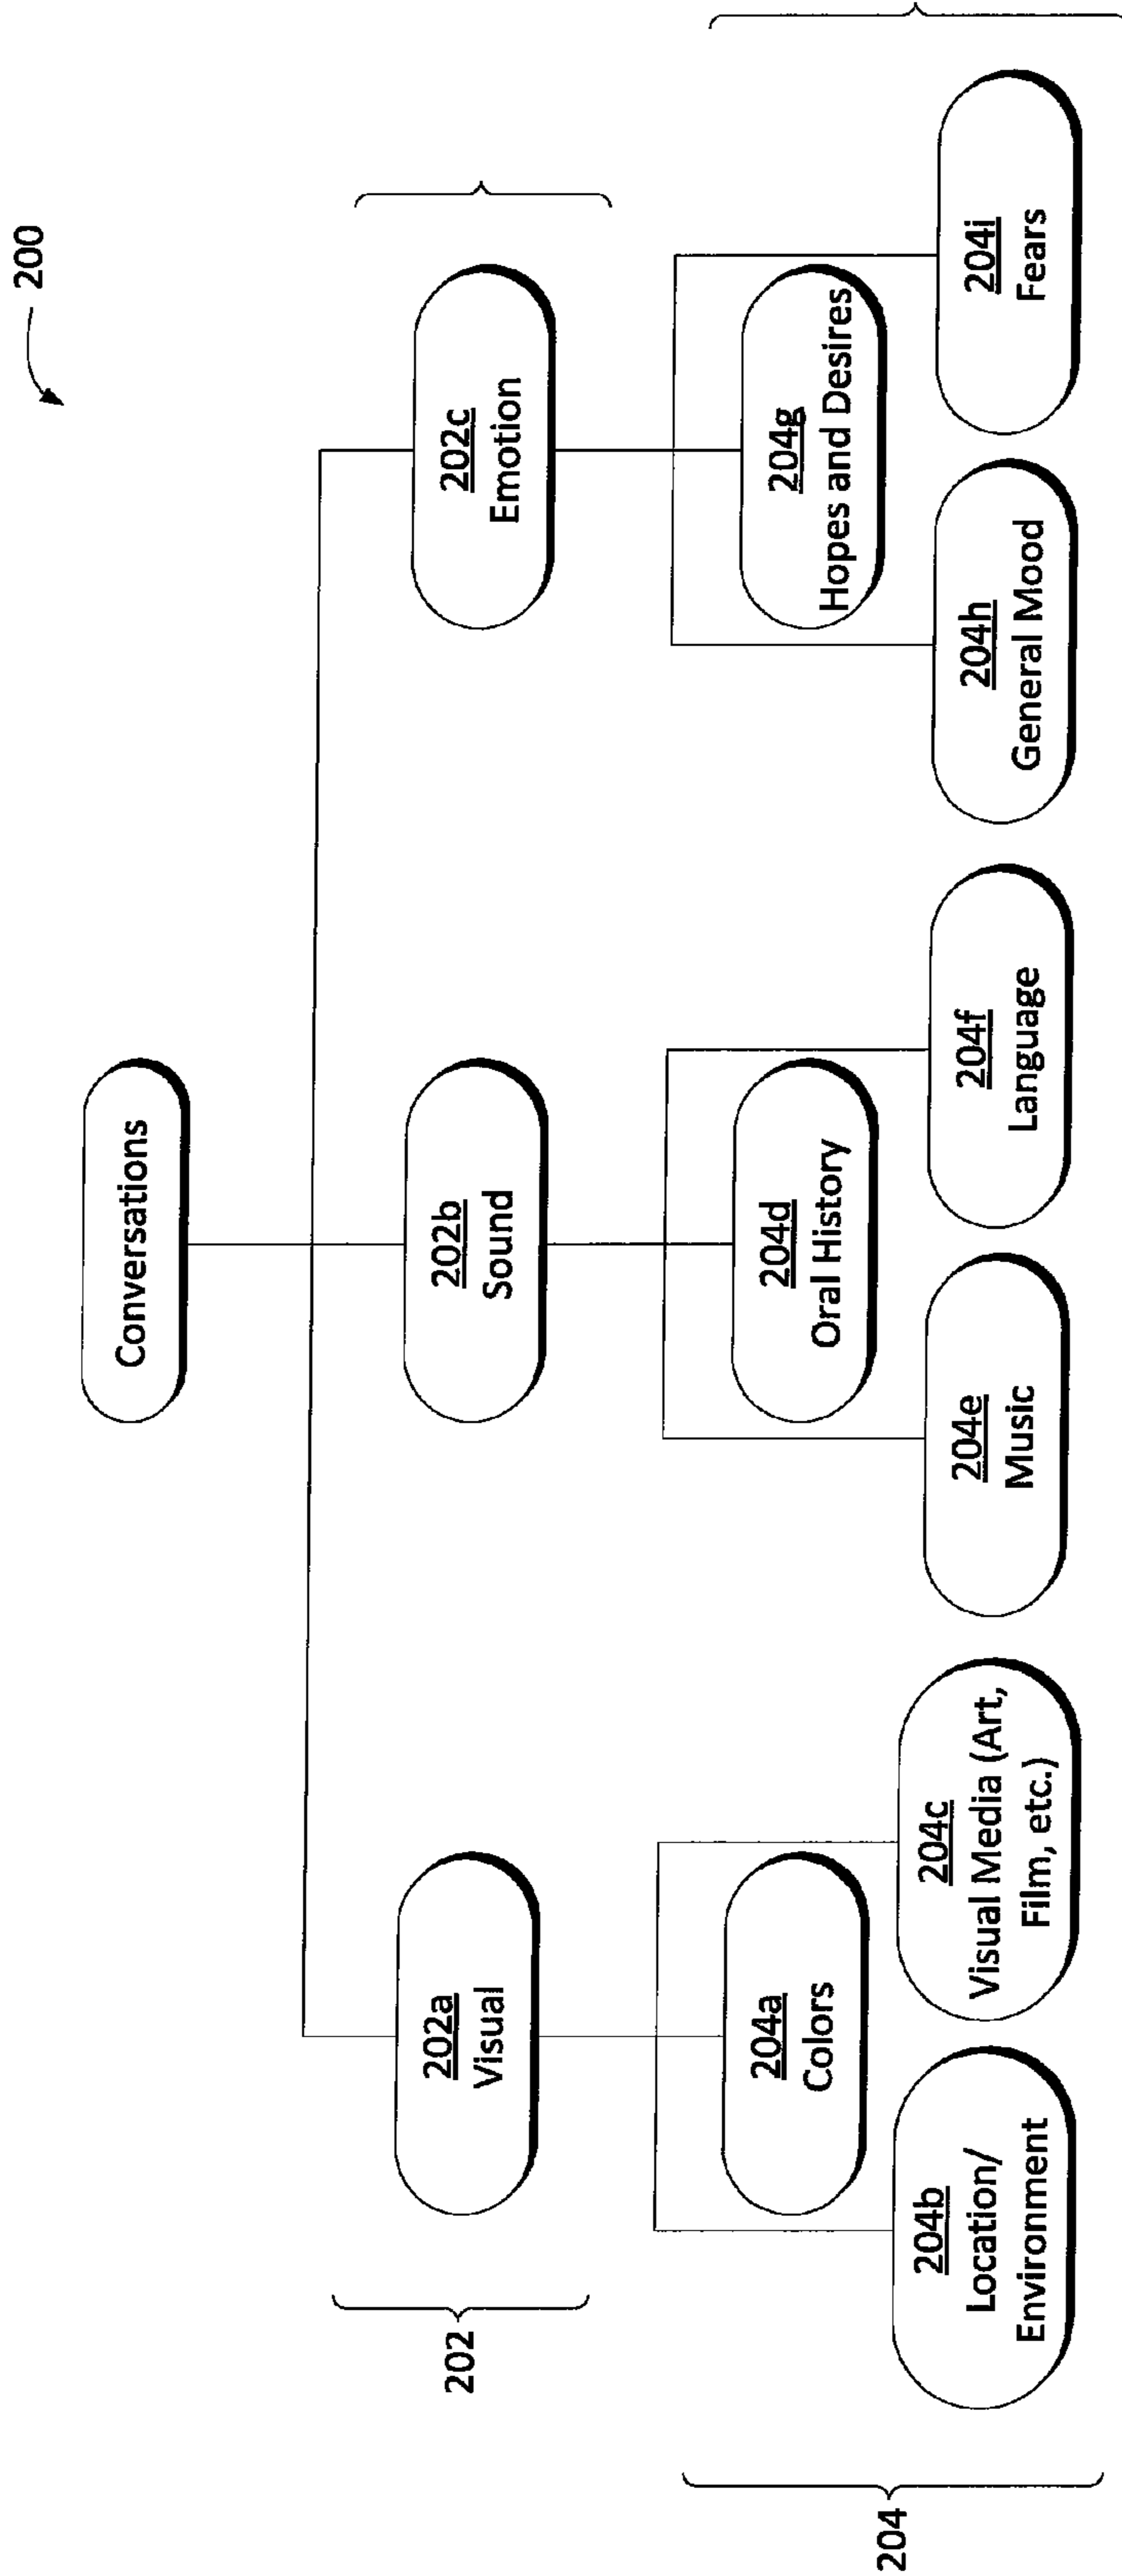 200
Conversations
202
202a
Visual
202b
Sound
202c
Emotion
204
204a
Colors
204b
Location/
Environment
204c
Visual Media (Art,
Film, etc.)
204d
Oral History
204e
Music
204f
Language
204g
Hopes and Desires
204h
General Mood
204i
Fears